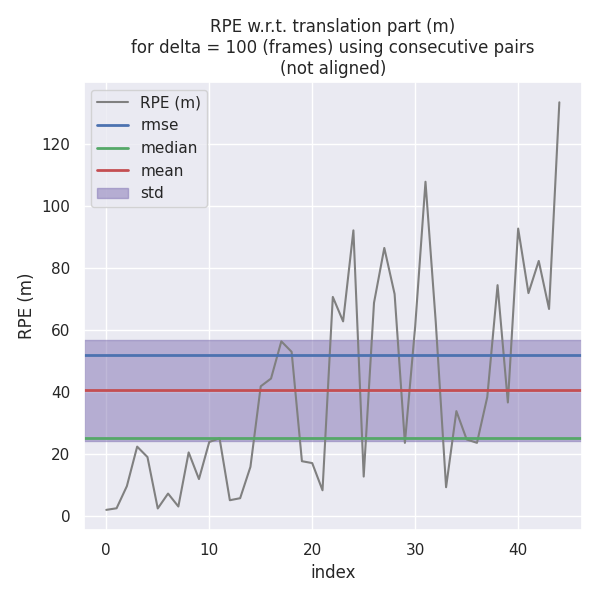 RPE w.r.t. translation part (m)
for delta = 100 (frames) using consecutive pairs
(not aligned)
RPE (m)
rmse
median
mean
std
120
100
80
60
40
20
0
RPE (m)
0 10 20 30 40
index